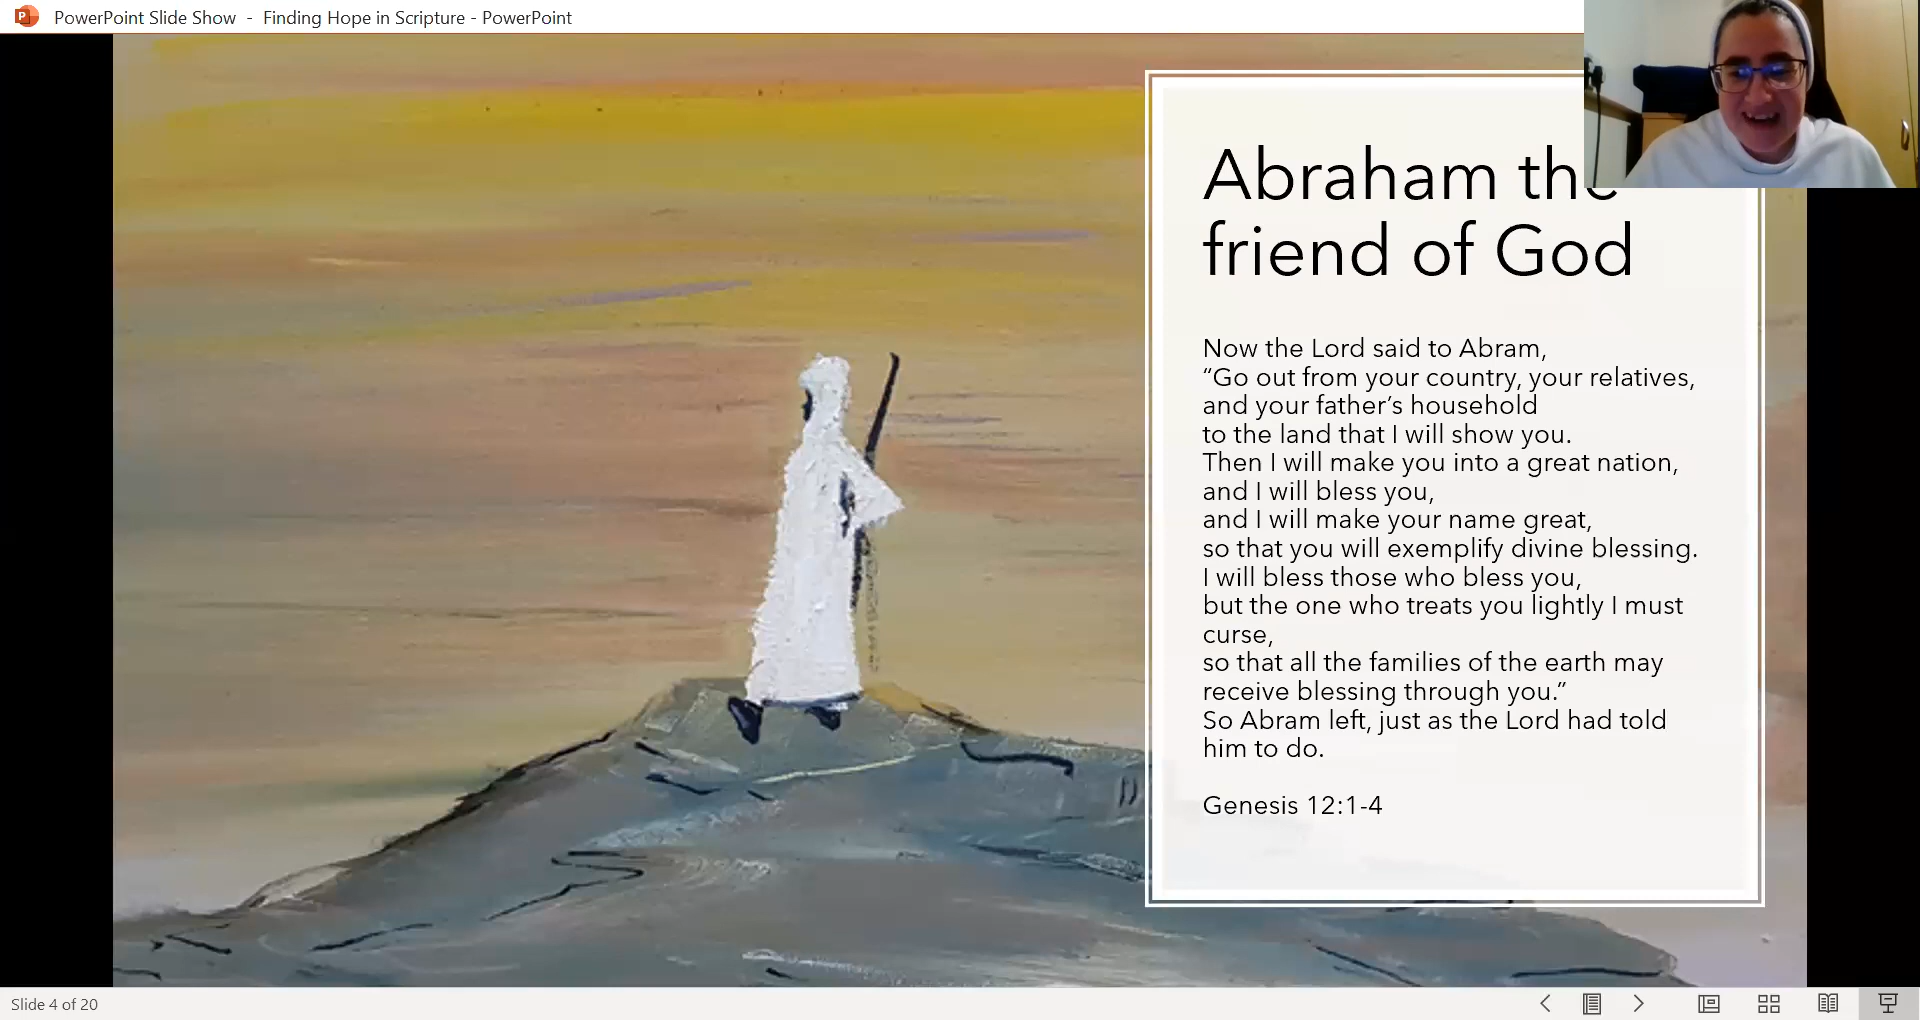 PowerPoint Slide Show - Finding Hope in Scripture - PowerPoint
Abraham the
friend of God
Now the Lord said to Abram,
“Go out from your country, your relatives,
and your father’s household
to the land that I will show you.
Then I will make you into a great nation,
and I will bless you,
and I will make your name great,
so that you will exemplify divine blessing.
I will bless those who bless you,
but the one who treats you lightly I must
curse,
so that all the families of the earth may
receive blessing through you.”
So Abram left, just as the Lord had told
him to do.
Genesis 12:1-4
Slide 4 of 20